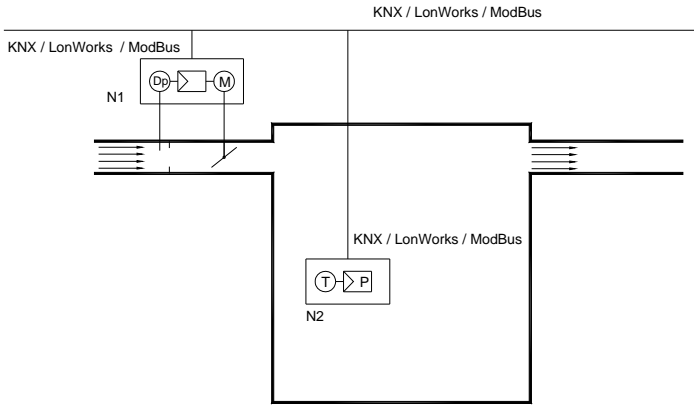 KNX / LonWorks / ModBus
KNX / LonWorks / ModBus
Dp M
N1
KNX / LonWorks / ModBus
T P
N2